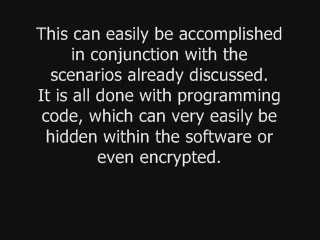 This can easily be accomplished
in conjunction with the
scenarios already discussed.
It is all done with programming
code, which can very easily be
hidden within the software or
even encrypted.